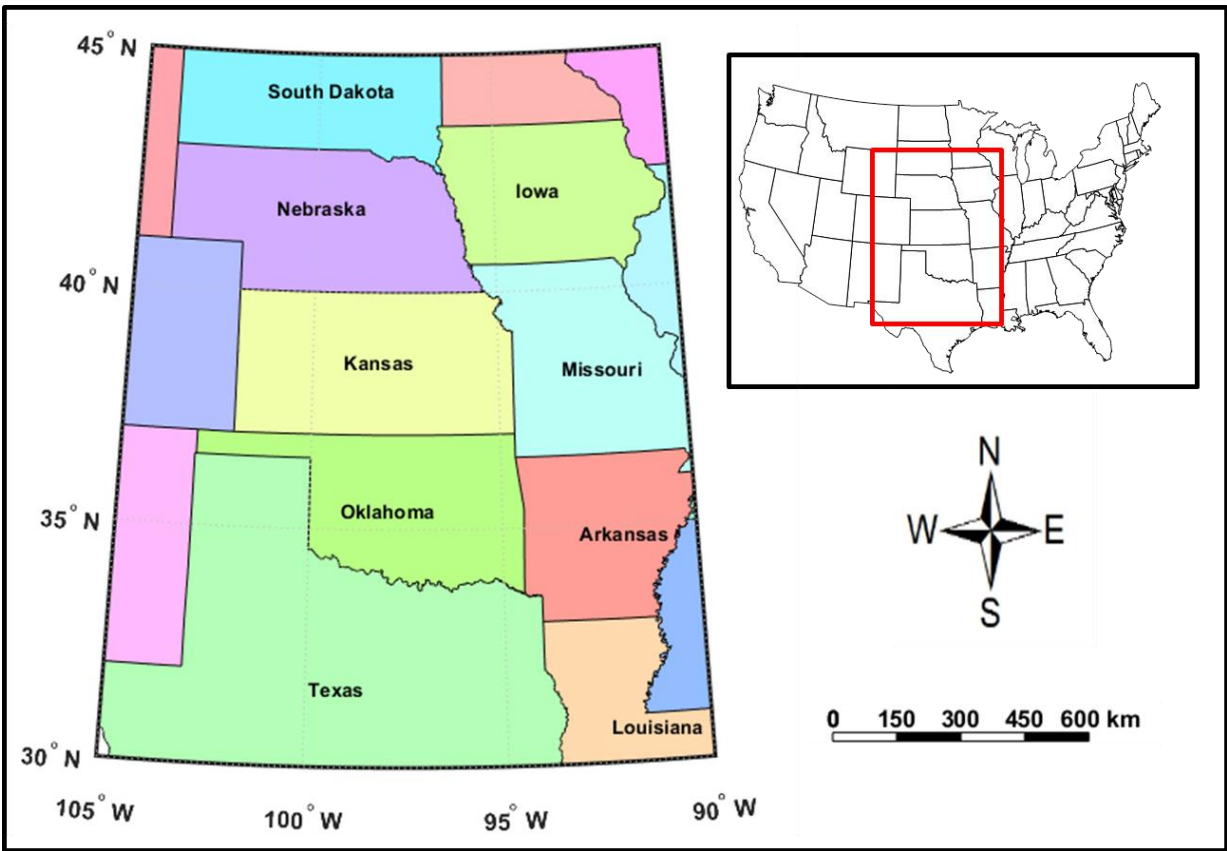 45° N
South Dakota
Iowa
Nebraska
40° N
Kansas
Missouri
Oklahoma
35° N
Arkansas
Texas
Louisiana
30° N
105° W
100° W
95° W
90° W
N
W E
S
0 150 300 450 600 km